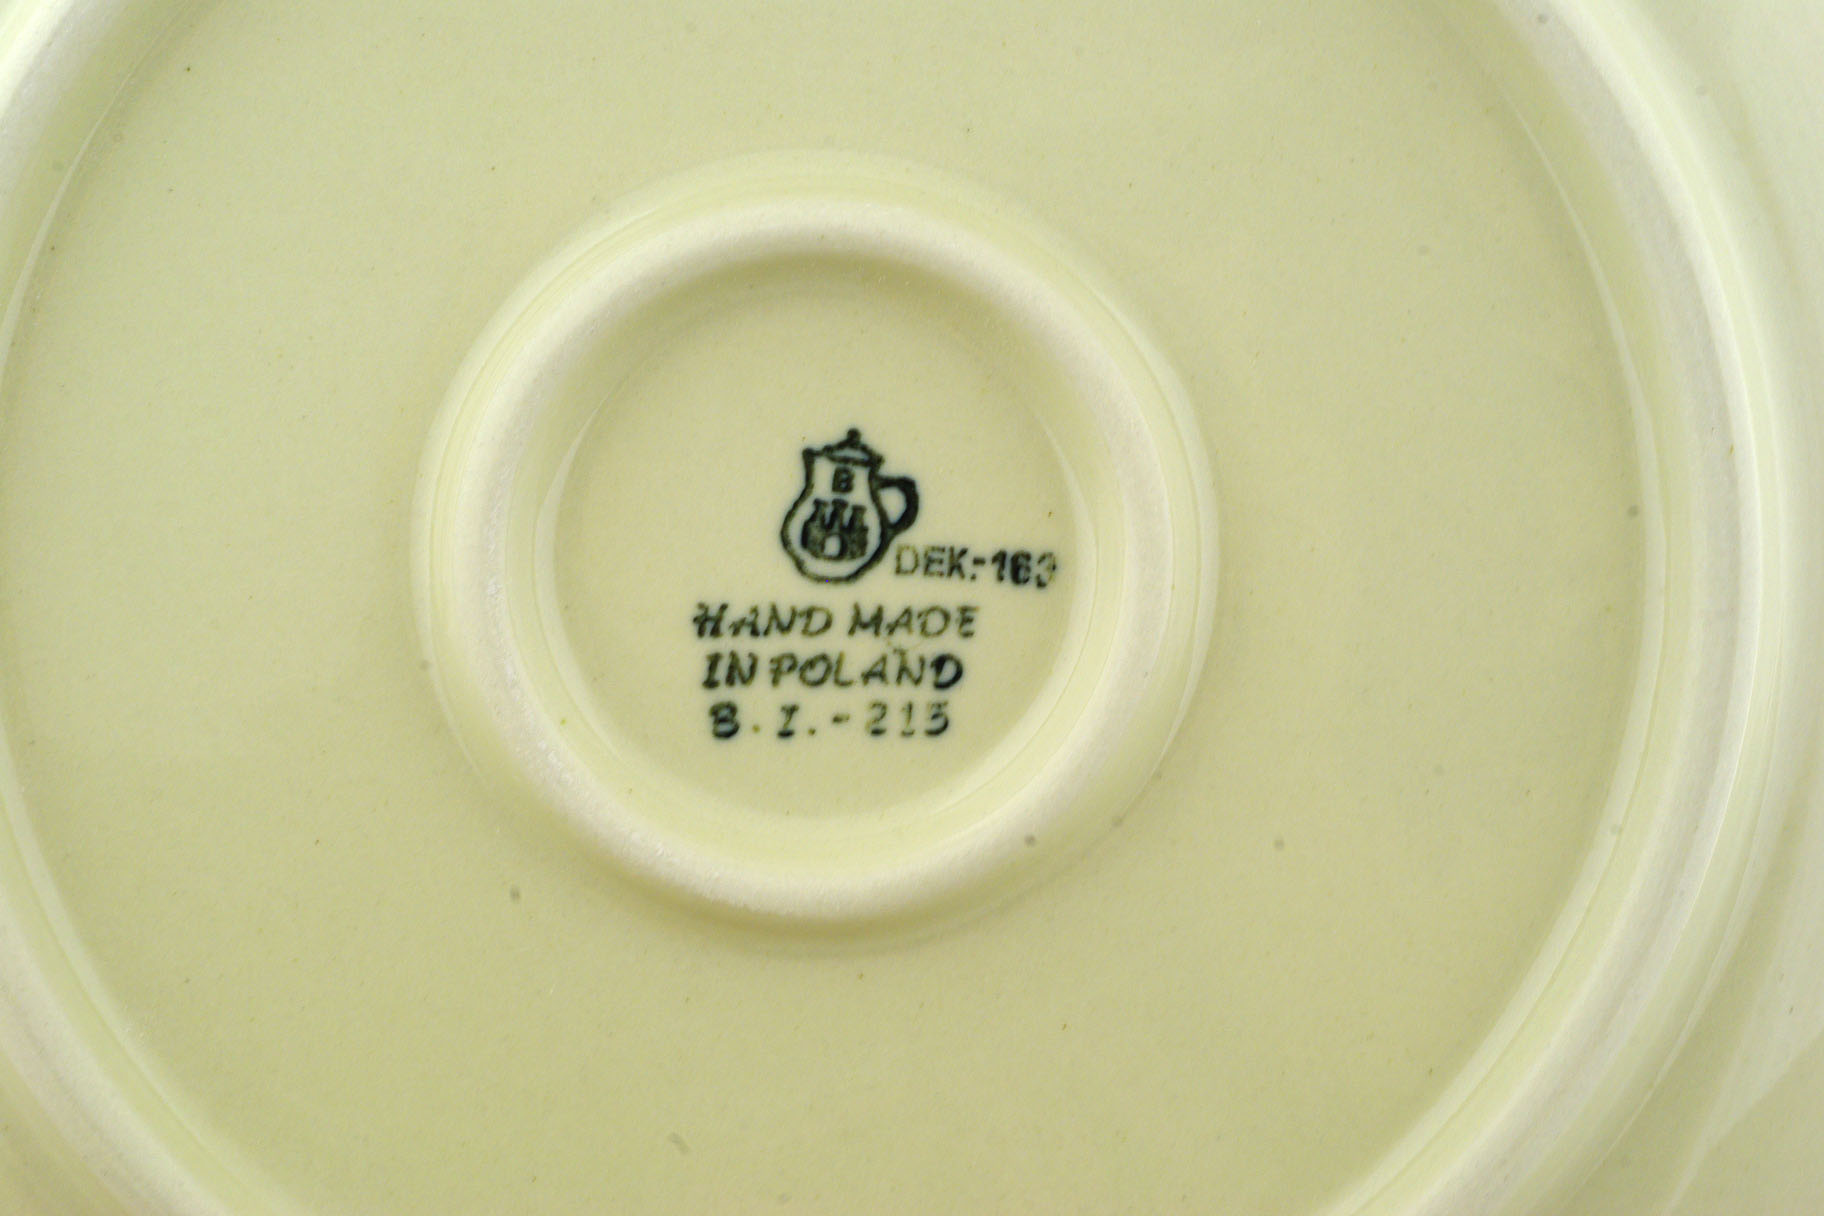 B
DEK.-163
HAND MADE
IN POLAND
B.I.-215